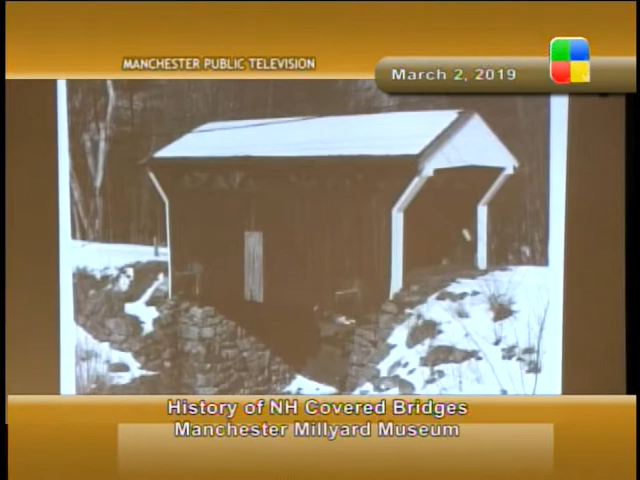 MANCHESTER PUBLIC TELEVISION
March 2, 2019
History of NH Covered Bridges
Manchester Millyard Museum